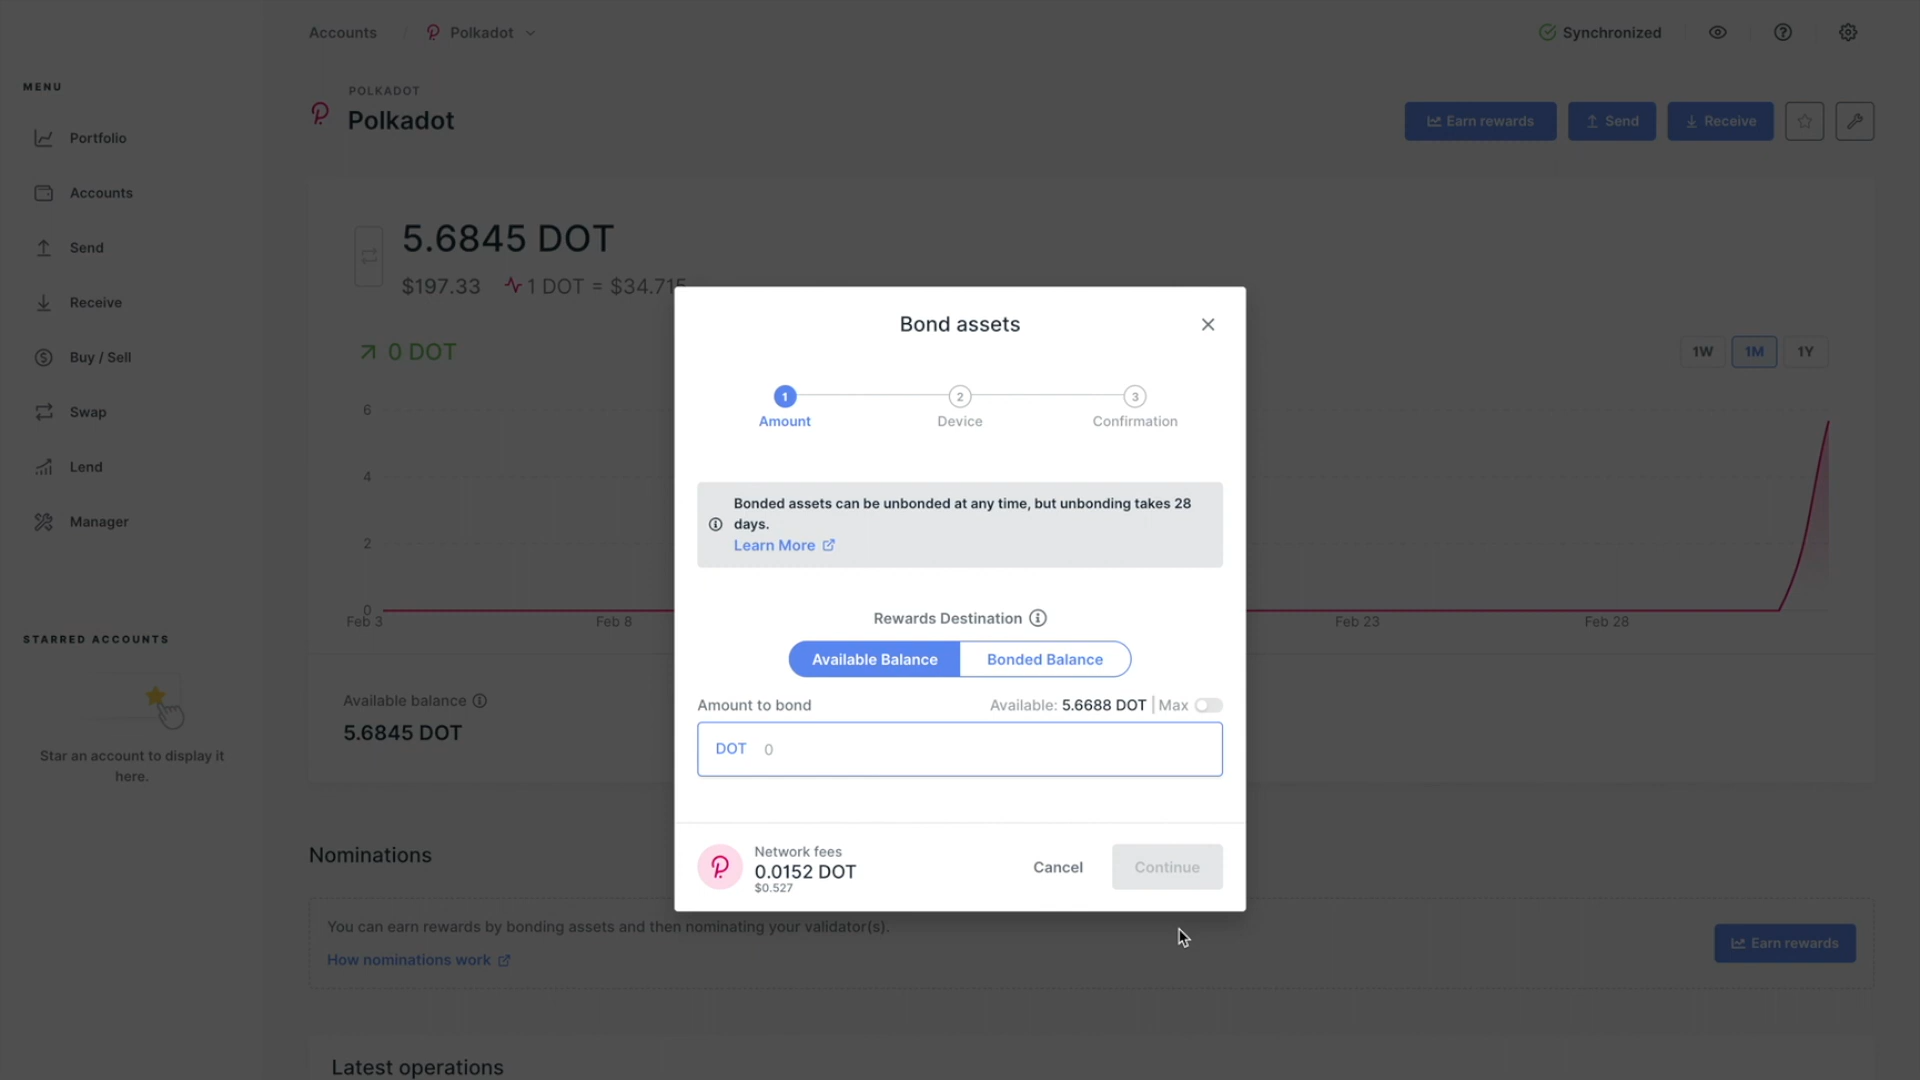 Accounts / Polkadot
Synchronized
MENU
Portfolio
Accounts
Send
Receive
Buy / Sell
Swap
Lend
Manager
STARRED ACCOUNTS
Star an account to display it
here.
POLKADOT
Polkadot
Earn rewards
Send
Receive
5.6845 DOT
$197.33 1 DOT = $34.715
0 DOT
1W 1M 1Y
6
4
2
0
Feb 3 Feb 8 Feb 23 Feb 28
Available balance
5.6845 DOT
Nominations
You can earn rewards by bonding assets and then nominating your validator(s).
How nominations work
Earn rewards
Latest operations
Bond assets
1 2 3
Amount Device Confirmation
Bonded assets can be unbonded at any time, but unbonding takes 28
days.
Learn More
Rewards Destination
Available Balance Bonded Balance
Amount to bond Available: 5.6688 DOT | Max
DOT 0
Network fees
0.0152 DOT
$0.527
Cancel Continue